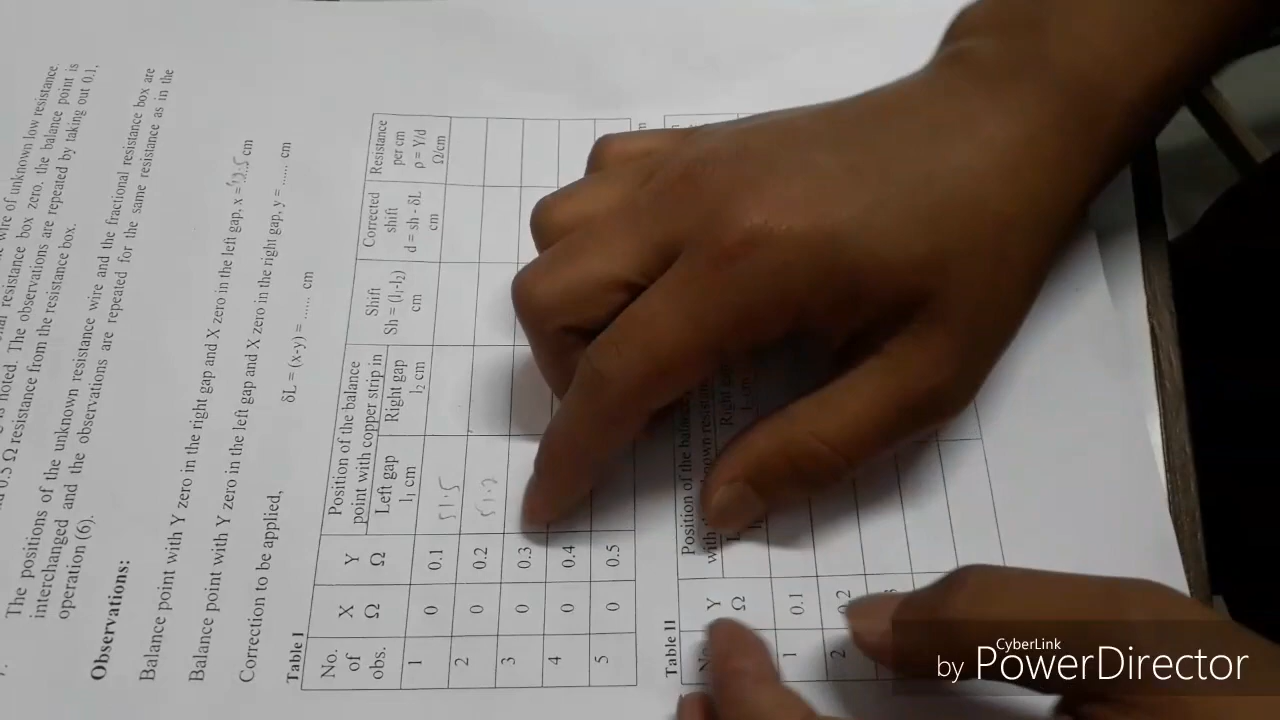 wire of unknown low resistance.
resistance box zero, the balance point is
is noted. The observations are repeated by taking out 0.1,
0.5 Ω resistance from the resistance box.
The positions of the unknown resistance wire and the fractional resistance box are
interchanged and the observations are repeated for the same resistance as in the
operation (6).
Observations:
Balance point with Y zero in the right gap and X zero in the left gap, x = cm
Balance point with Y zero in the left gap and X zero in the right gap, y = ...... cm
Correction to be applied, δL = (x-y) = ...... cm
Table I
No. of obs. X Ω Y Ω Position of the balance point with copper strip in Left gap l₁ cm Right gap l₂ cm Shift Sh = (l₁-l₂) cm Corrected shift d = sh - δL cm Resistance per cm ρ = Y/d Ω/cm
1 0 0.1 51.5
2 0 0.2 51.2
3 0 0.3
4 0 0.4
5 0 0.5
Table II
Y Ω Position of the balance
with
Right
1 0.1
2 0.2
by CyberLink PowerDirector